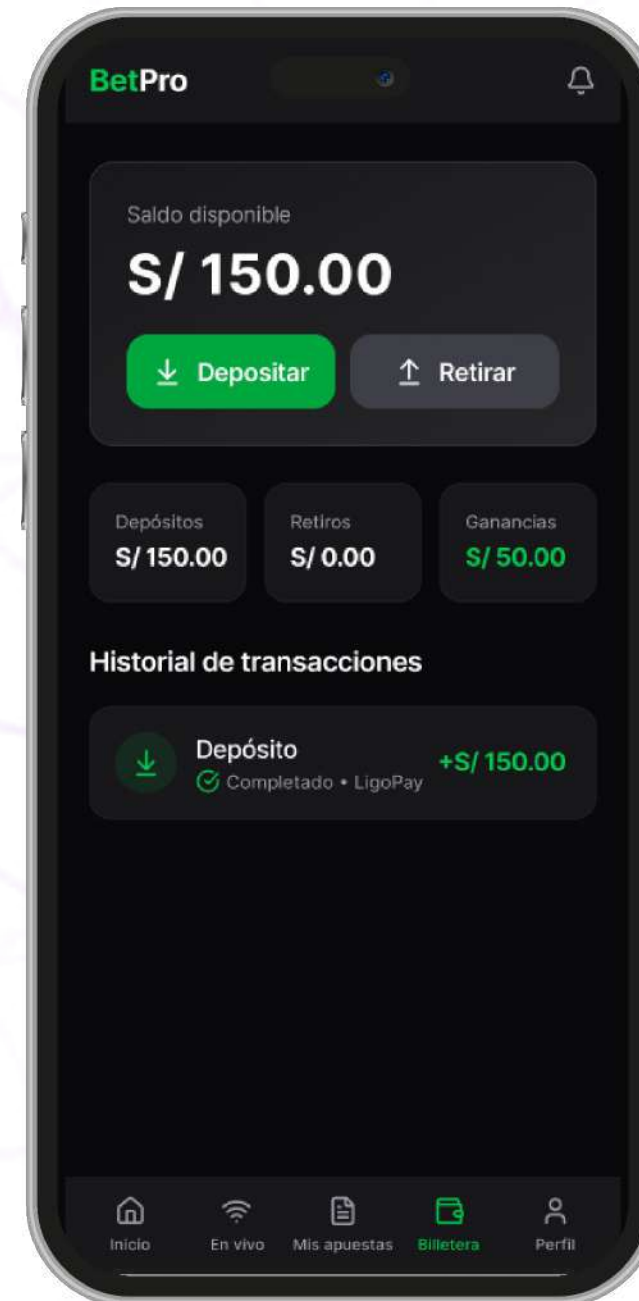 BetPro
Saldo disponible
S/ 150.00
Depositar
Retirar
Depósitos
Retiros
Ganancias
S/ 150.00
S/ 0.00
S/ 50.00
Historial de transacciones
Depósito
+S/ 150.00
Completado • LigoPay
Inicio
En vivo
Mis apuestas
Billetera
Perfil